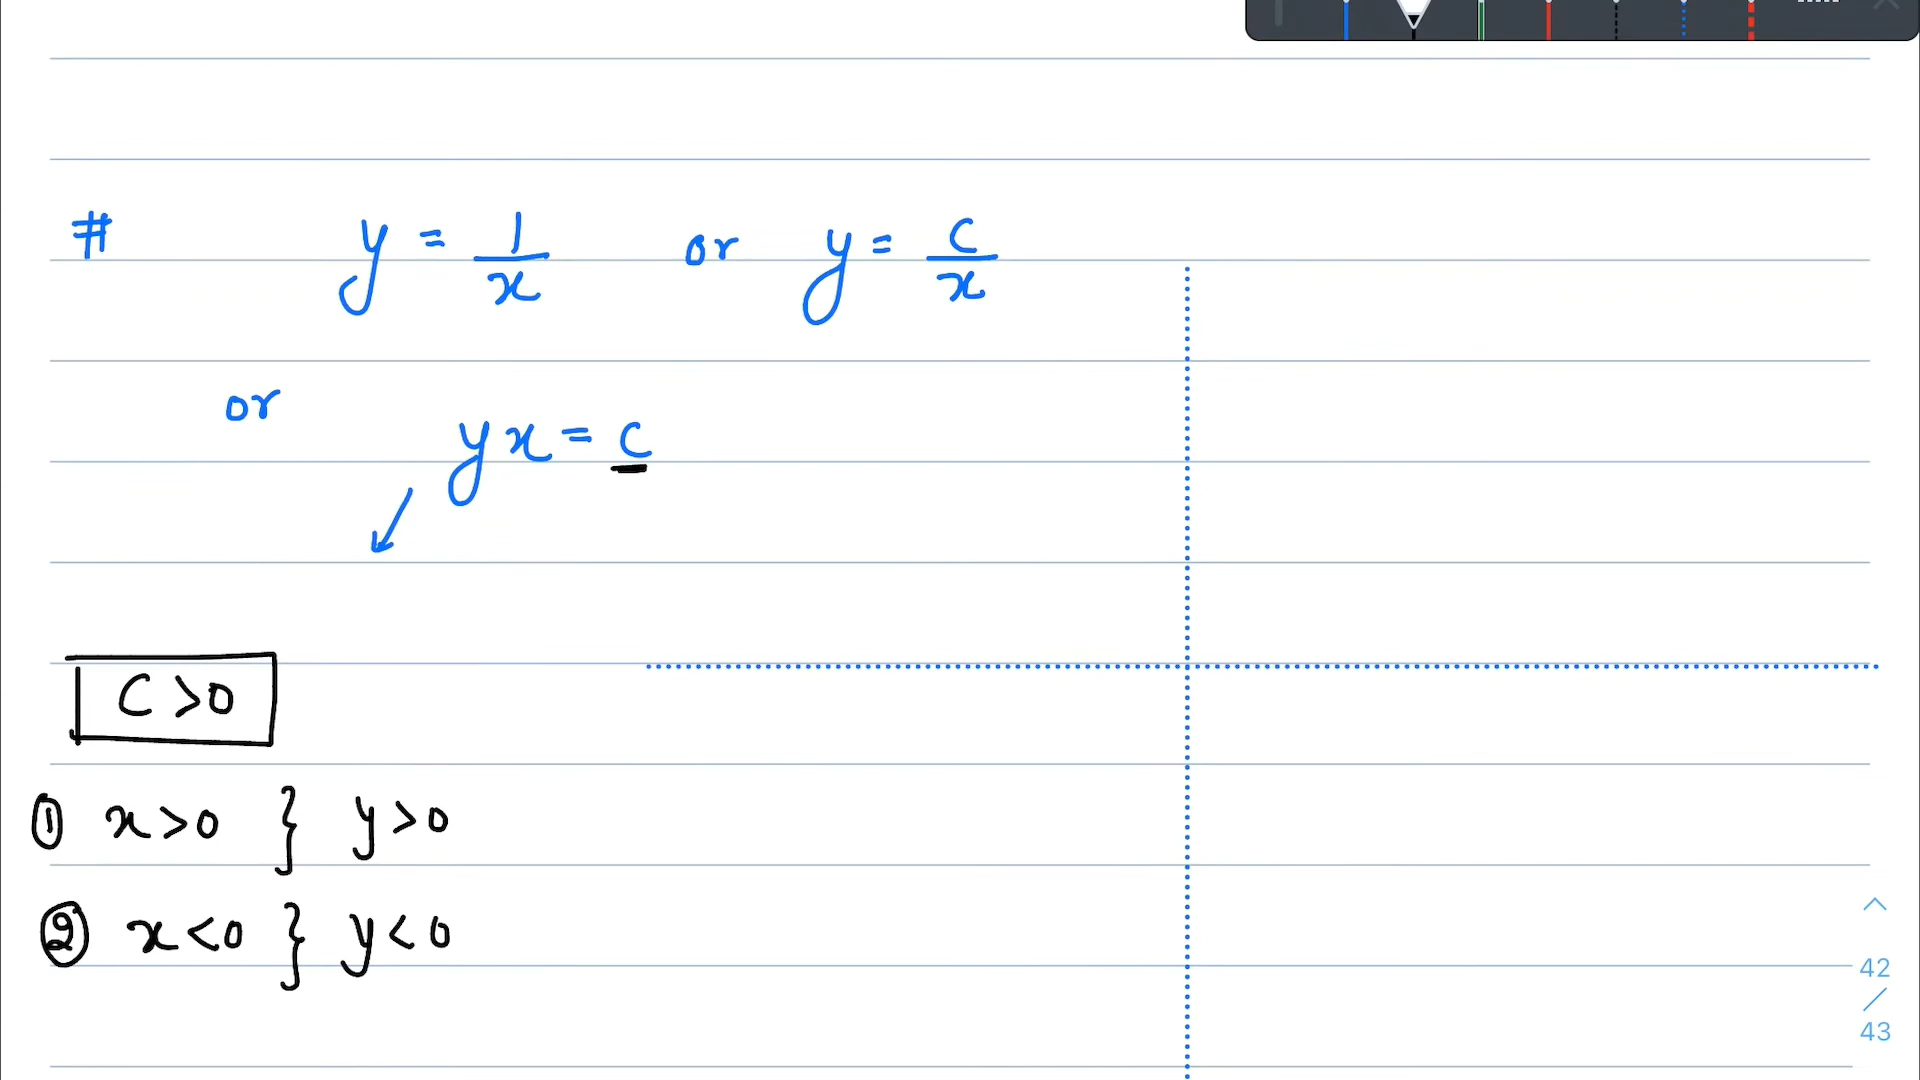 # y = 1/x or y = c/x
or yx = c
C>0
① x>0 } y>0
② x<0 } y<0
42
/
43